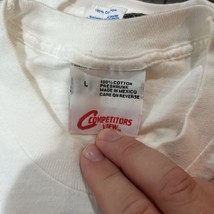 L
100% COTTON
PRESHRUNK
MADE IN MEXICO
CARE ON REVERSE
COMPETITORS
VIEW